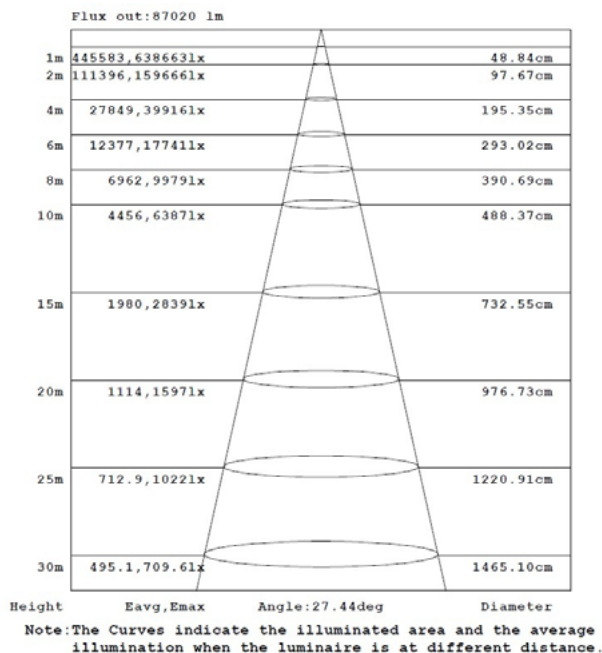 Flux out:87020 lm
1m 445583,638663lx 48.84cm
2m 111396,159666lx 97.67cm
4m 27849,39916lx 195.35cm
6m 12377,17741lx 293.02cm
8m 6962,9979lx 390.69cm
10m 4456,6387lx 488.37cm
15m 1980,2839lx 732.55cm
20m 1114,1597lx 976.73cm
25m 712.9,1022lx 1220.91cm
30m 495.1,709.6lx 1465.10cm
Height Eavg,Emax Angle:27.44deg Diameter
Note:The Curves indicate the illuminated area and the average
illumination when the luminaire is at different distance.